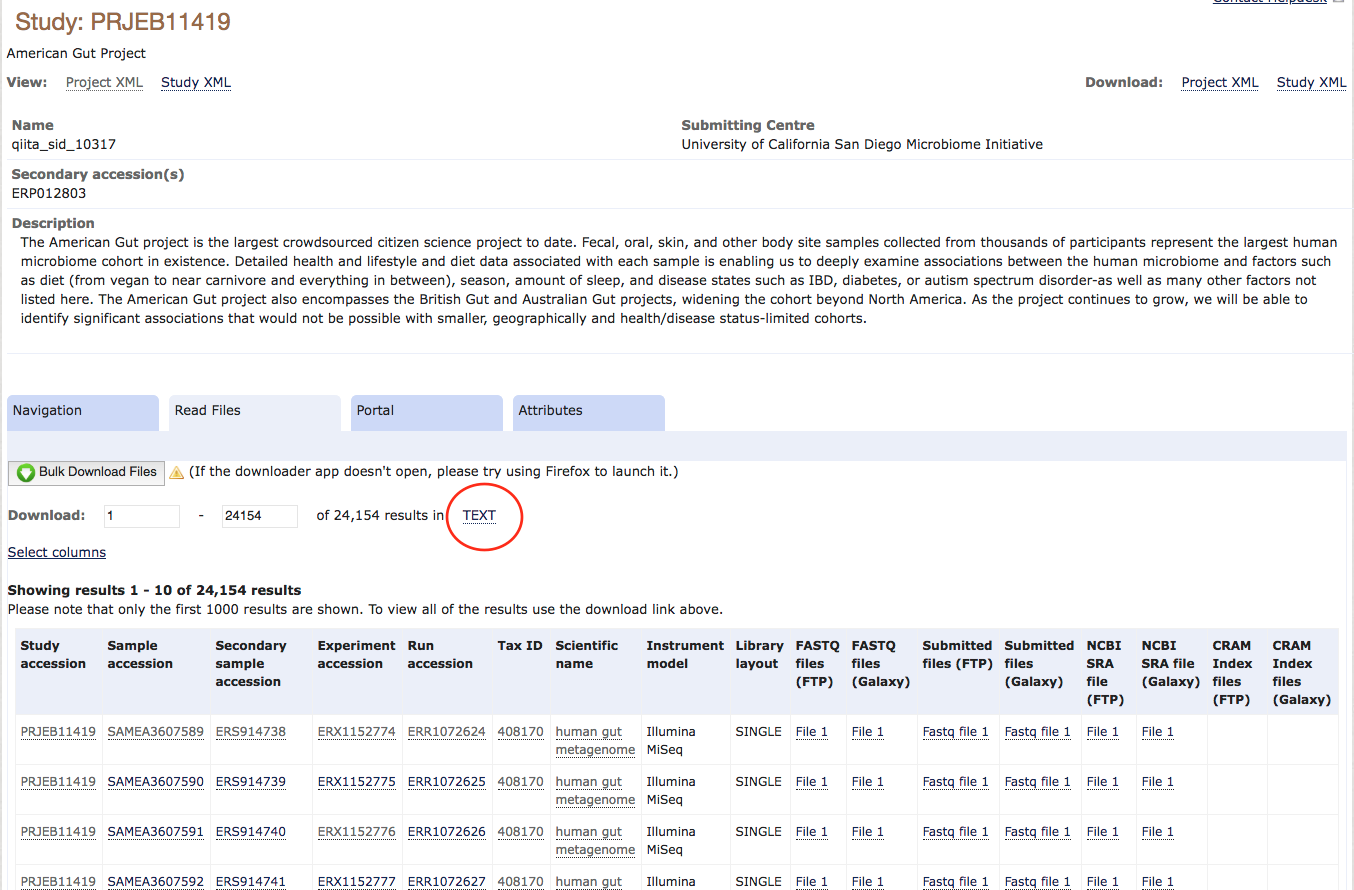 Contact Helpdesk
Study: PRJEB11419
American Gut Project
View: Project XML Study XML Download: Project XML Study XML
Name Submitting Centre
qiita_sid_10317 University of California San Diego Microbiome Initiative
Secondary accession(s)
ERP012803
Description
The American Gut project is the largest crowdsourced citizen science project to date. Fecal, oral, skin, and other body site samples collected from thousands of participants represent the largest human
microbiome cohort in existence. Detailed health and lifestyle and diet data associated with each sample is enabling us to deeply examine associations between the human microbiome and factors such
as diet (from vegan to near carnivore and everything in between), season, amount of sleep, and disease states such as IBD, diabetes, or autism spectrum disorder-as well as many other factors not
listed here. The American Gut project also encompasses the British Gut and Australian Gut projects, widening the cohort beyond North America. As the project continues to grow, we will be able to
identify significant associations that would not be possible with smaller, geographically and health/disease status-limited cohorts.
Navigation Read Files Portal Attributes
Bulk Download Files (If the downloader app doesn't open, please try using Firefox to launch it.)
Download: 1 - 24154 of 24,154 results in TEXT
Select columns
Showing results 1 - 10 of 24,154 results
Please note that only the first 1000 results are shown. To view all of the results use the download link above.
Study Sample Secondary Experiment Run Tax ID Scientific Instrument Library FASTQ FASTQ Submitted Submitted NCBI NCBI CRAM CRAM
accession accession sample accession accession name model layout files files files (FTP) files SRA SRA file Index Index
accession (FTP) (Galaxy) (Galaxy) file (Galaxy) files files
(FTP) (FTP) (Galaxy)
PRJEB11419 SAMEA3607589 ERS914738 ERX1152774 ERR1072624 408170 human gut Illumina SINGLE File 1 File 1 Fastq file 1 Fastq file 1 File 1 File 1
metagenome MiSeq
PRJEB11419 SAMEA3607590 ERS914739 ERX1152775 ERR1072625 408170 human gut Illumina SINGLE File 1 File 1 Fastq file 1 Fastq file 1 File 1 File 1
metagenome MiSeq
PRJEB11419 SAMEA3607591 ERS914740 ERX1152776 ERR1072626 408170 human gut Illumina SINGLE File 1 File 1 Fastq file 1 Fastq file 1 File 1 File 1
metagenome MiSeq
PRJEB11419 SAMEA3607592 ERS914741 ERX1152777 ERR1072627 408170 human gut Illumina SINGLE File 1 File 1 Fastq file 1 Fastq file 1 File 1 File 1